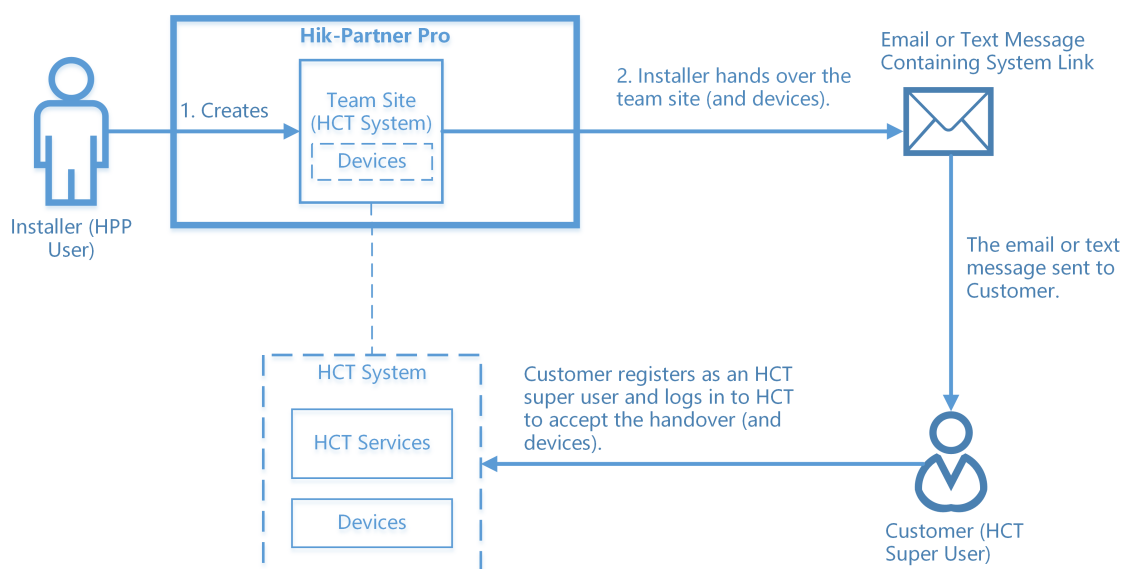 Hik-Partner Pro
Email or Text Message
Containing System Link
1. Creates
Team Site
(HCT System)
Devices
2. Installer hands over the
team site (and devices).
Installer (HPP
User)
The email or text
message sent to
Customer.
HCT System
HCT Services
Devices
Customer registers as an HCT
super user and logs in to HCT
to accept the handover (and
devices).
Customer (HCT
Super User)